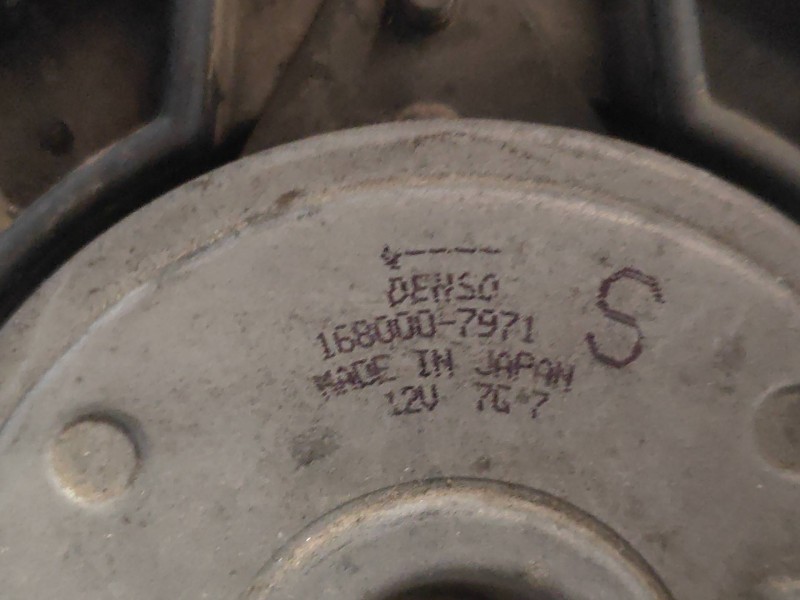 DENSO
168000-7971
S
MADE IN JAPAN
12V 7G 7